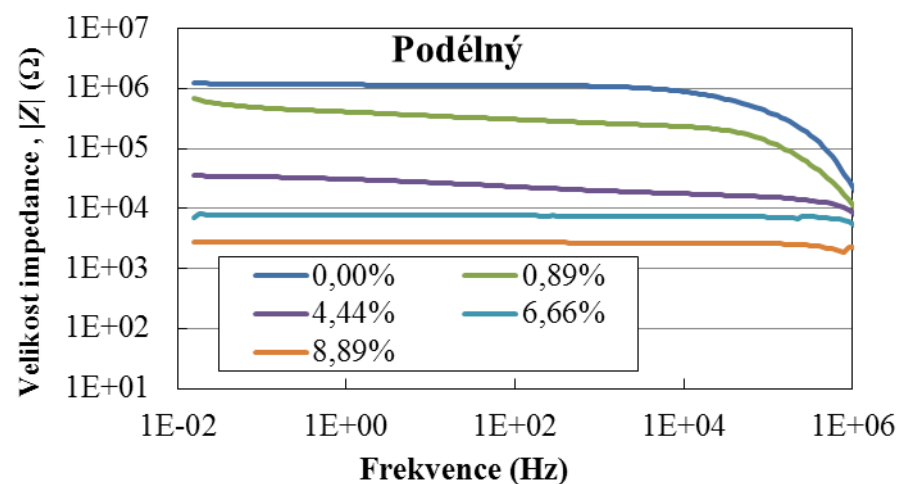 Podélný
Velikost impedance , |Z| (Ω)
1E+07
1E+06
1E+05
1E+04
1E+03
1E+02
1E+01
0,00%
0,89%
4,44%
6,66%
8,89%
1E-02
1E+00
1E+02
1E+04
1E+06
Frekvence (Hz)